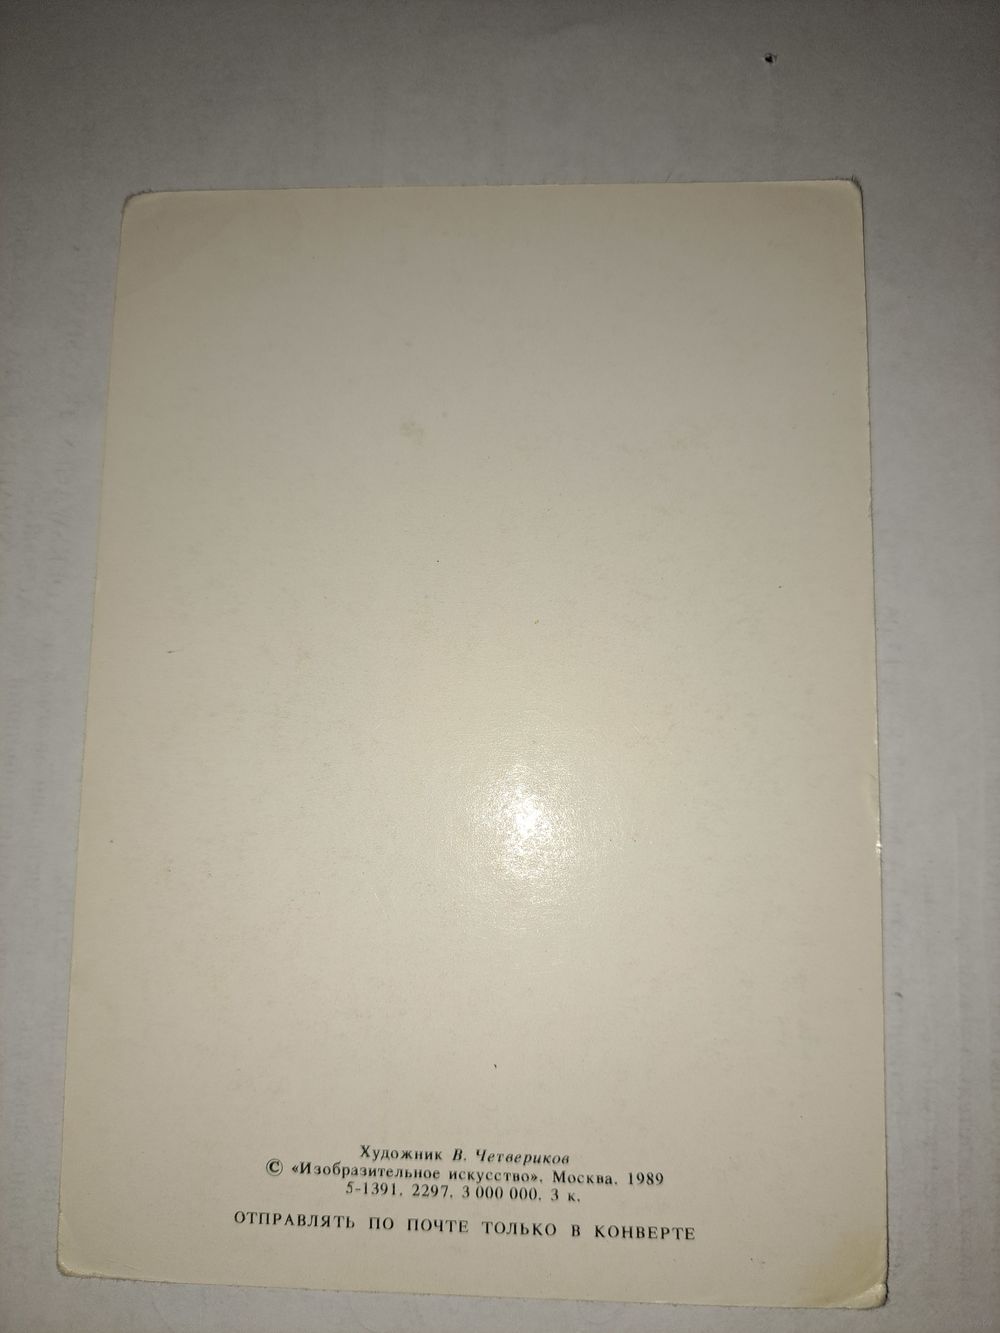 Художник В. Четвериков
© «Изобразительное искусство». Москва. 1989
5-1391. 2297. 3 000 000. 3 к.
ОТПРАВЛЯТЬ ПО ПОЧТЕ ТОЛЬКО В КОНВЕРТЕ